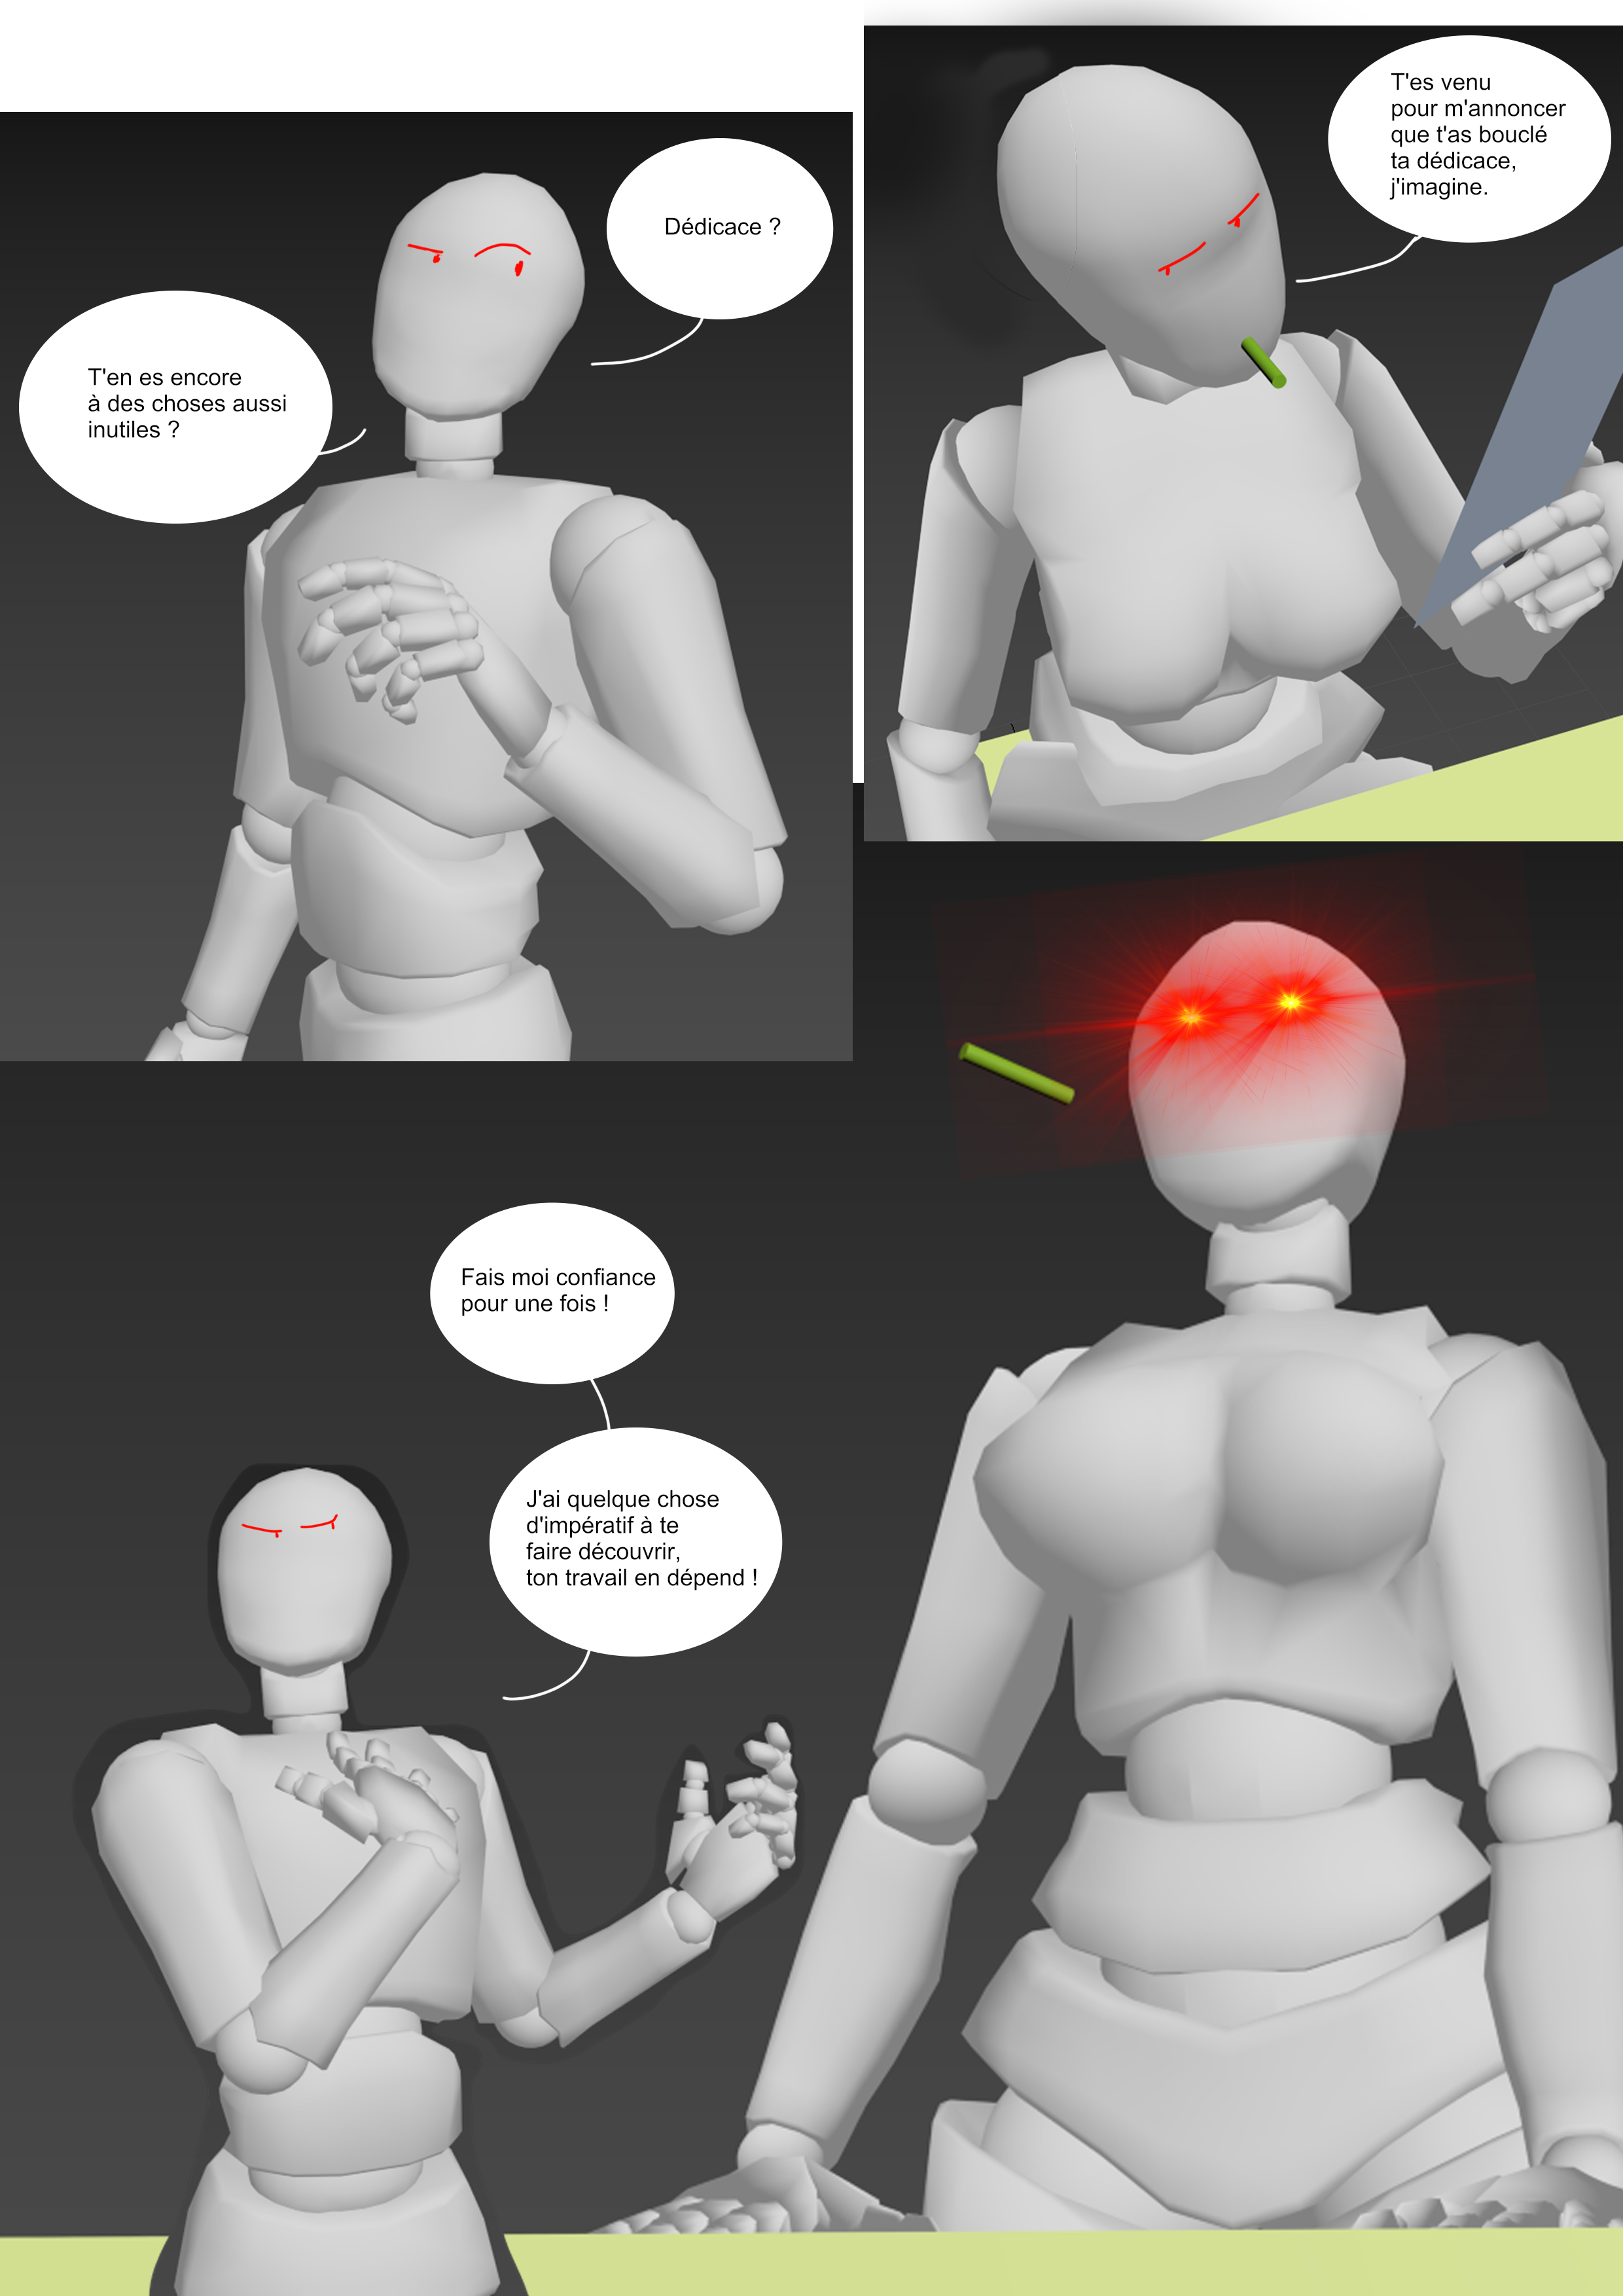 T'es venu
pour m'annoncer
que t'as bouclé
ta dédicace,
j'imagine.
Dédicace ?
T'en es encore
à des choses aussi
inutiles ?
Fais moi confiance
pour une fois !
J'ai quelque chose
d'impératif à te
faire découvrir,
ton travail en dépend !